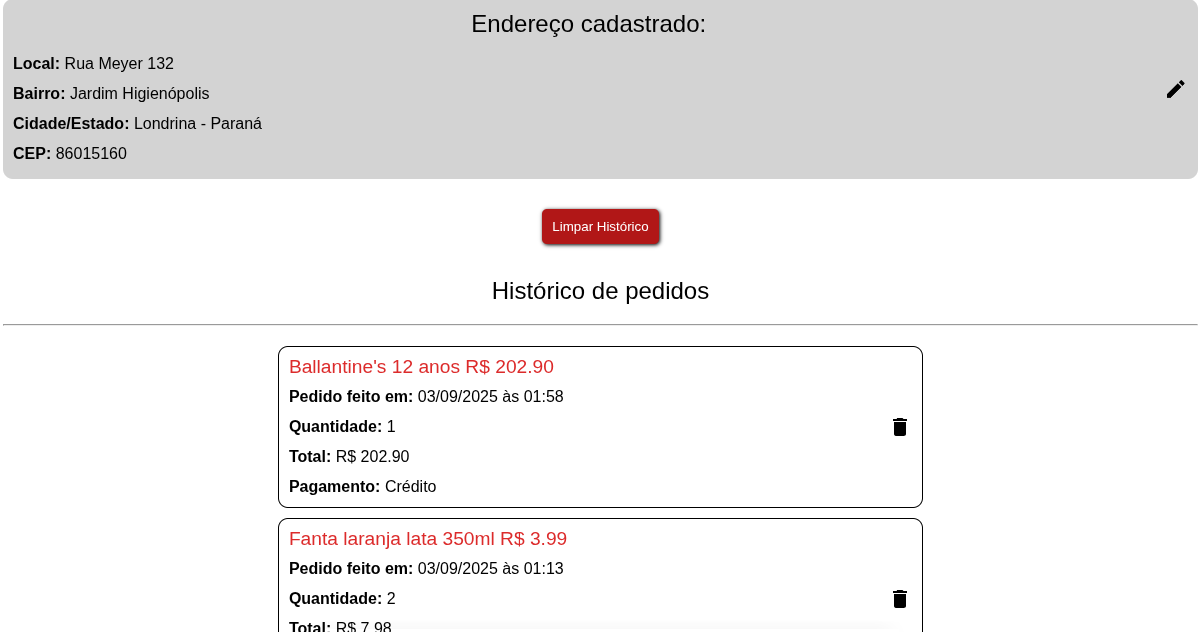 Endereço cadastrado:
Local: Rua Meyer 132
Bairro: Jardim Higienópolis
Cidade/Estado: Londrina - Paraná
CEP: 86015160
Limpar Histórico
Histórico de pedidos
Ballantine's 12 anos R$ 202.90
Pedido feito em: 03/09/2025 às 01:58
Quantidade: 1
Total: R$ 202.90
Pagamento: Crédito
Fanta laranja lata 350ml R$ 3.99
Pedido feito em: 03/09/2025 às 01:13
Quantidade: 2
Total: R$ 7.98